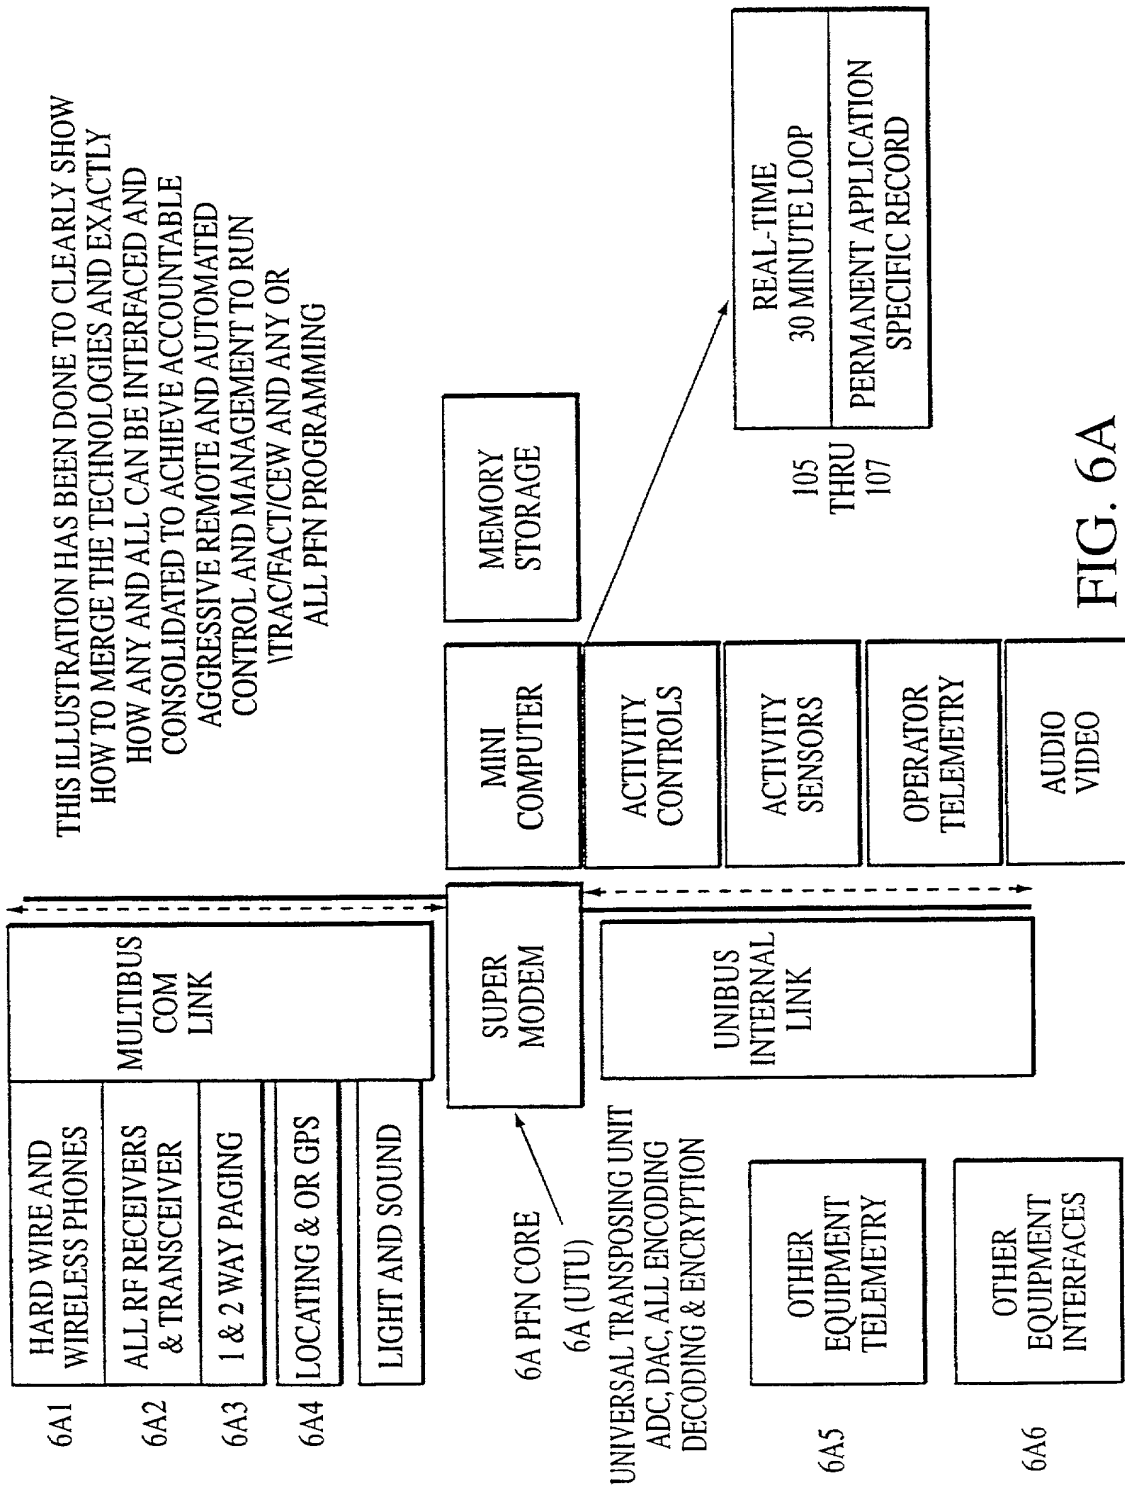 THIS ILLUSTRATION HAS BEEN DONE TO CLEARLY SHOW
HOW TO MERGE THE TECHNOLOGIES AND EXACTLY
HOW ANY AND ALL CAN BE INTERFACED AND
CONSOLIDATED TO ACHIEVE ACCOUNTABLE
AGGRESSIVE REMOTE AND AUTOMATED
CONTROL AND MANAGEMENT TO RUN
\TRAC/FACT/CEW AND ANY OR
ALL PFN PROGRAMMING
6A1
HARD WIRE AND
WIRELESS PHONES
6A2
ALL RF RECEIVERS
& TRANSCEIVER
6A3
1 & 2 WAY PAGING
6A4
LOCATING & OR GPS
LIGHT AND SOUND
MULTIBUS
COM
LINK
6A PFN CORE
6A (UTU)
UNIVERSAL TRANSPOSING UNIT
ADC, DAC, ALL ENCODING
DECODING & ENCRYPTION
SUPER
MODEM
MINI
COMPUTER
MEMORY
STORAGE
UNIBUS
INTERNAL
LINK
ACTIVITY
CONTROLS
ACTIVITY
SENSORS
OPERATOR
TELEMETRY
AUDIO
VIDEO
105
THRU
107
REAL-TIME
30 MINUTE LOOP
PERMANENT APPLICATION
SPECIFIC RECORD
6A5
OTHER
EQUIPMENT
TELEMETRY
6A6
OTHER
EQUIPMENT
INTERFACES
FIG. 6A